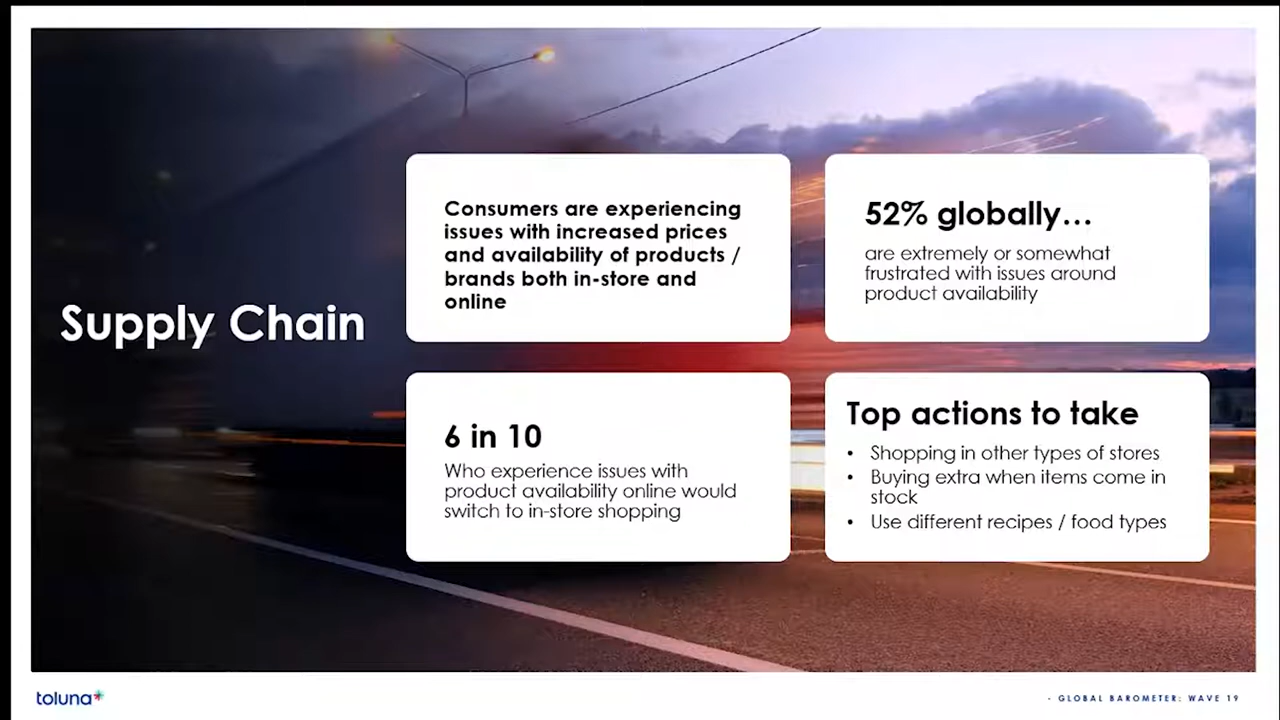 Supply Chain
Consumers are experiencing
issues with increased prices
and availability of products /
brands both in-store and
online
52% globally...
are extremely or somewhat
frustrated with issues around
product availability
6 in 10
Who experience issues with
product availability online would
switch to in-store shopping
Top actions to take
• Shopping in other types of stores
• Buying extra when items come in
stock
• Use different recipes / food types
toluna*
- GLOBAL BAROMETER: WAVE 19